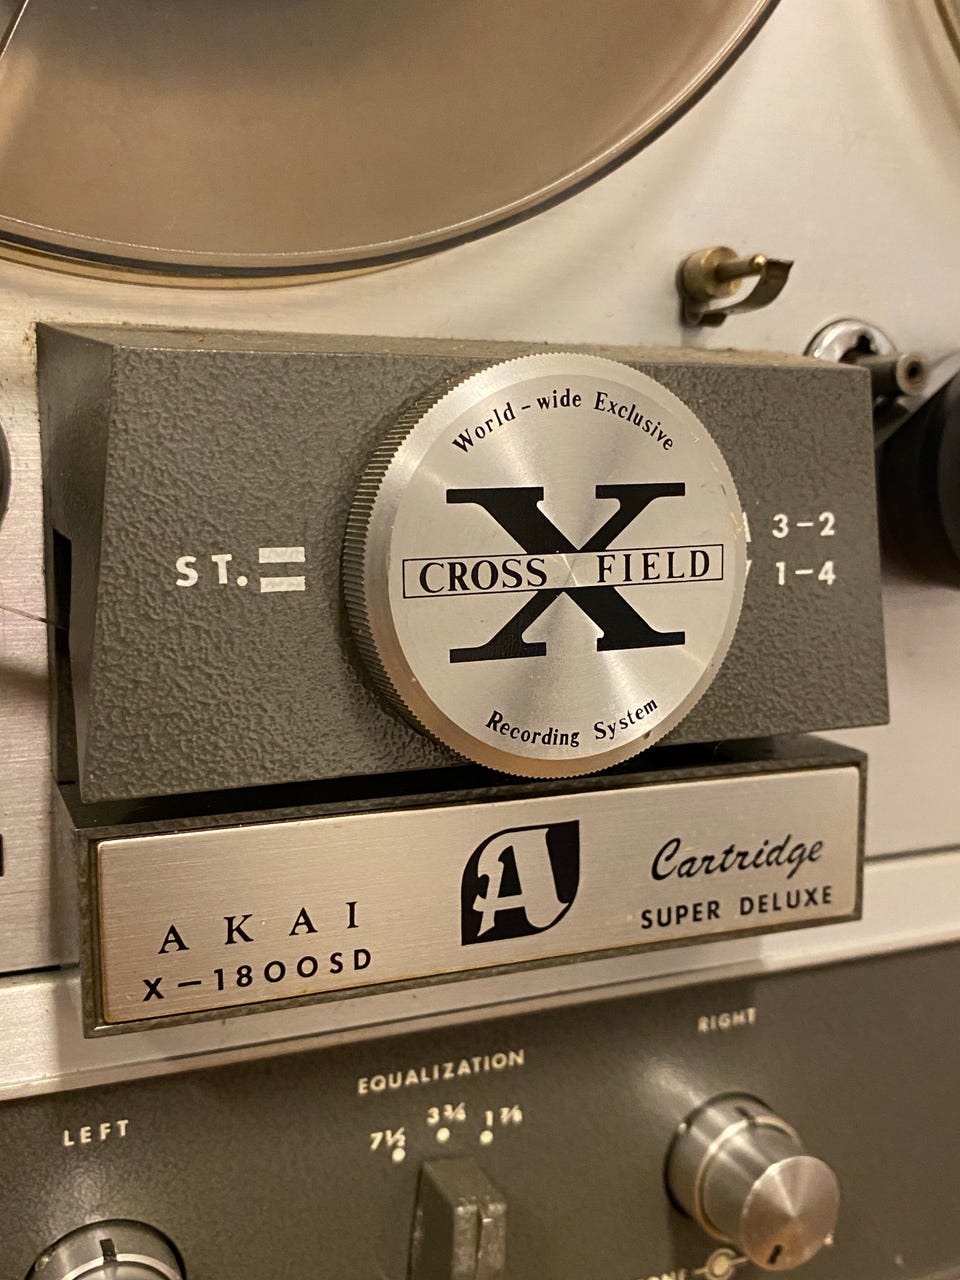 World-wide Exclusive
X
CROSS FIELD
Recording System
ST.
3-2
1-4
A
AKAI
X-1800SD
Cartridge
SUPER DELUXE
RIGHT
EQUALIZATION
LEFT
7½ 3¾ 1⅞